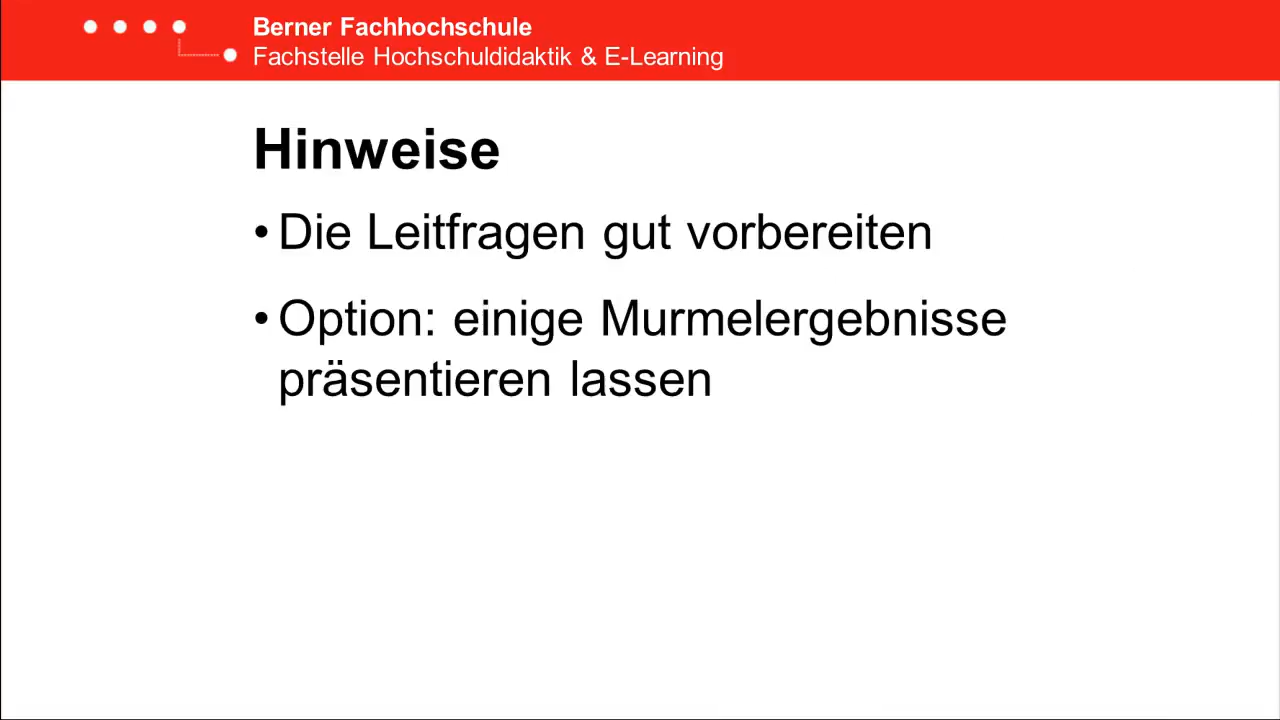 Berner Fachhochschule
Fachstelle Hochschuldidaktik & E-Learning
Hinweise
• Die Leitfragen gut vorbereiten
• Option: einige Murmelergebnisse
präsentieren lassen